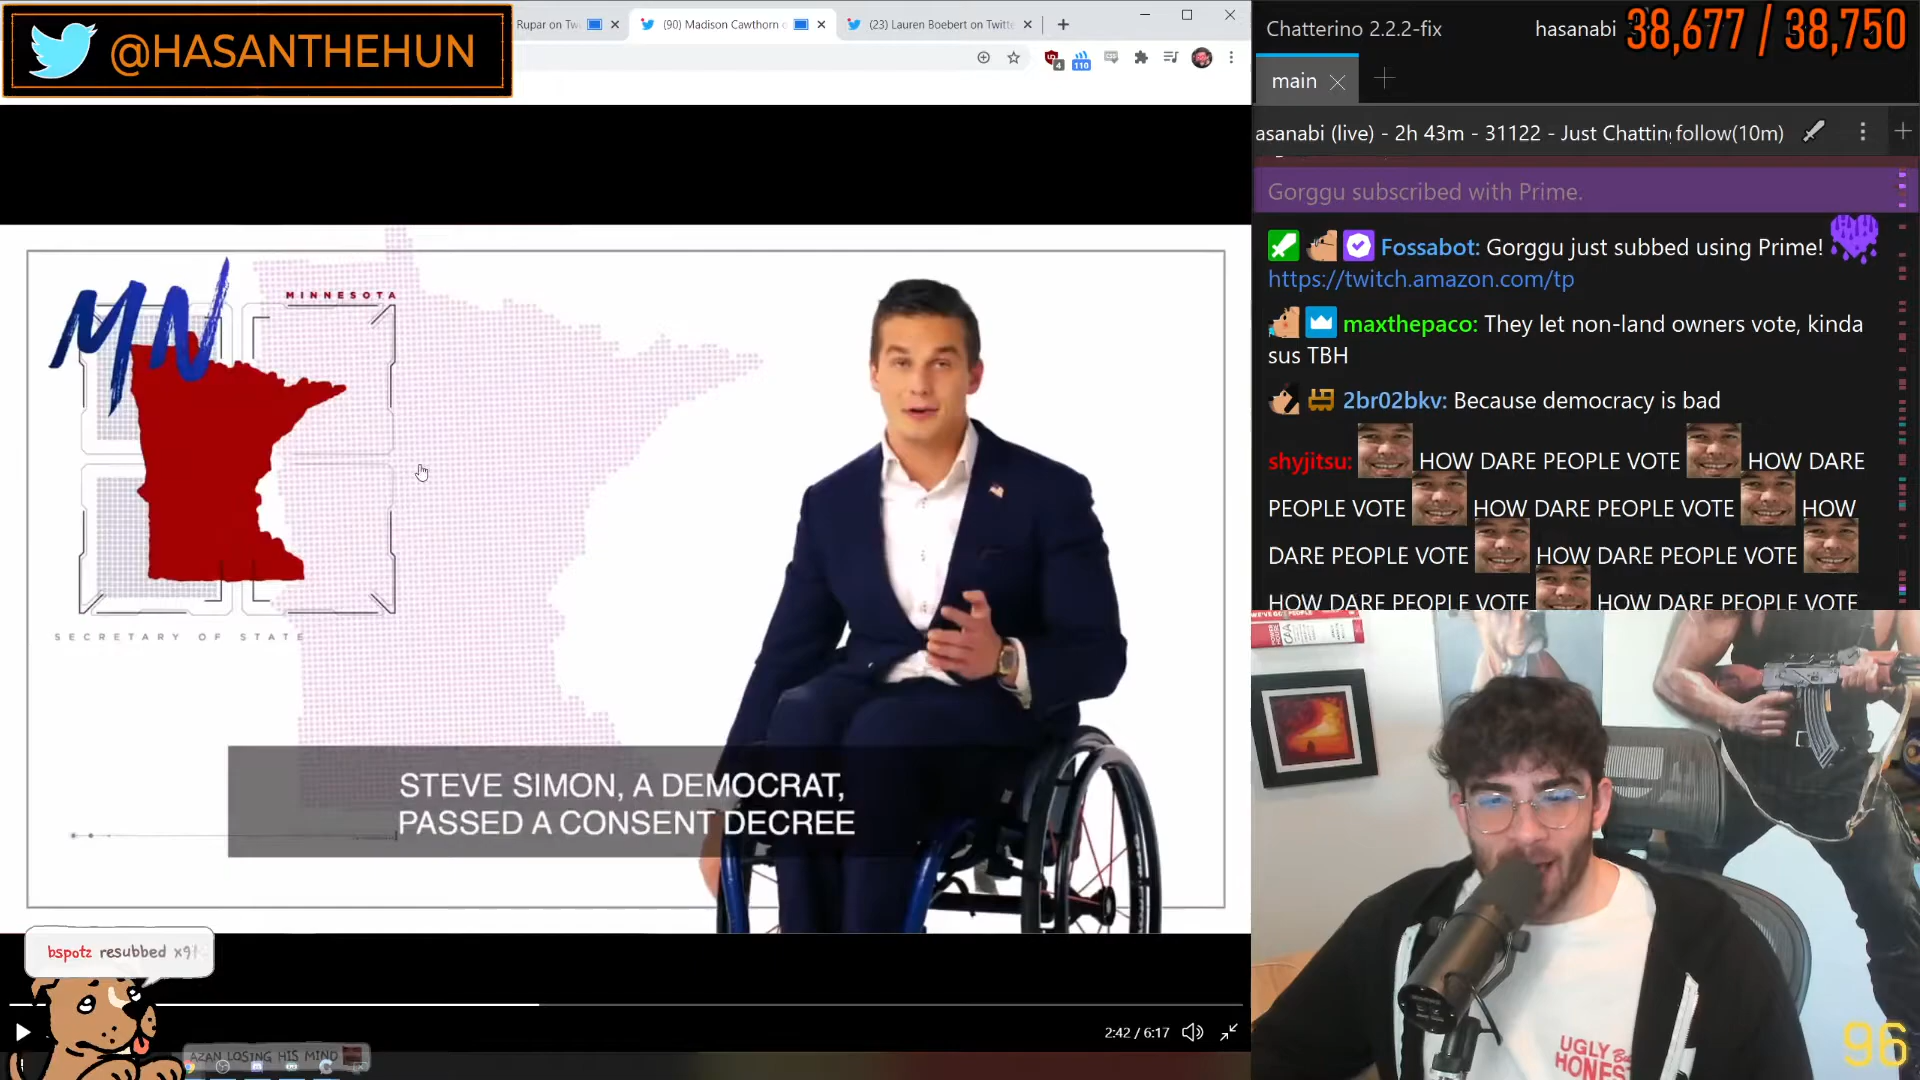 @HASANTHEHUN
Rupar on Tw
(90) Madison Cawthorn
(23) Lauren Boebert on Twitte
4
110
Chatterino 2.2.2-fix
hasanabi
38,677 / 38,750
main
asanabi (live) - 2h 43m - 31122 - Just Chattin
follow(10m)
Gorggu subscribed with Prime.
Fossabot: Gorggu just subbed using Prime!
https://twitch.amazon.com/tp
maxthepaco: They let non-land owners vote, kinda
sus TBH
2br02bkv: Because democracy is bad
shyjitsu: HOW DARE PEOPLE VOTE HOW DARE
PEOPLE VOTE HOW DARE PEOPLE VOTE HOW
DARE PEOPLE VOTE HOW DARE PEOPLE VOTE
HOW DARE PEOPLE VOTE HOW DARE PEOPLE VOTE
MN
MINNESOTA
SECRETARY OF STATE
STEVE SIMON, A DEMOCRAT,
PASSED A CONSENT DECREE
bspotz resubbed x9
2:42 / 6:17
AZAN LOSING HIS MIND
UGLY But
HONES
96